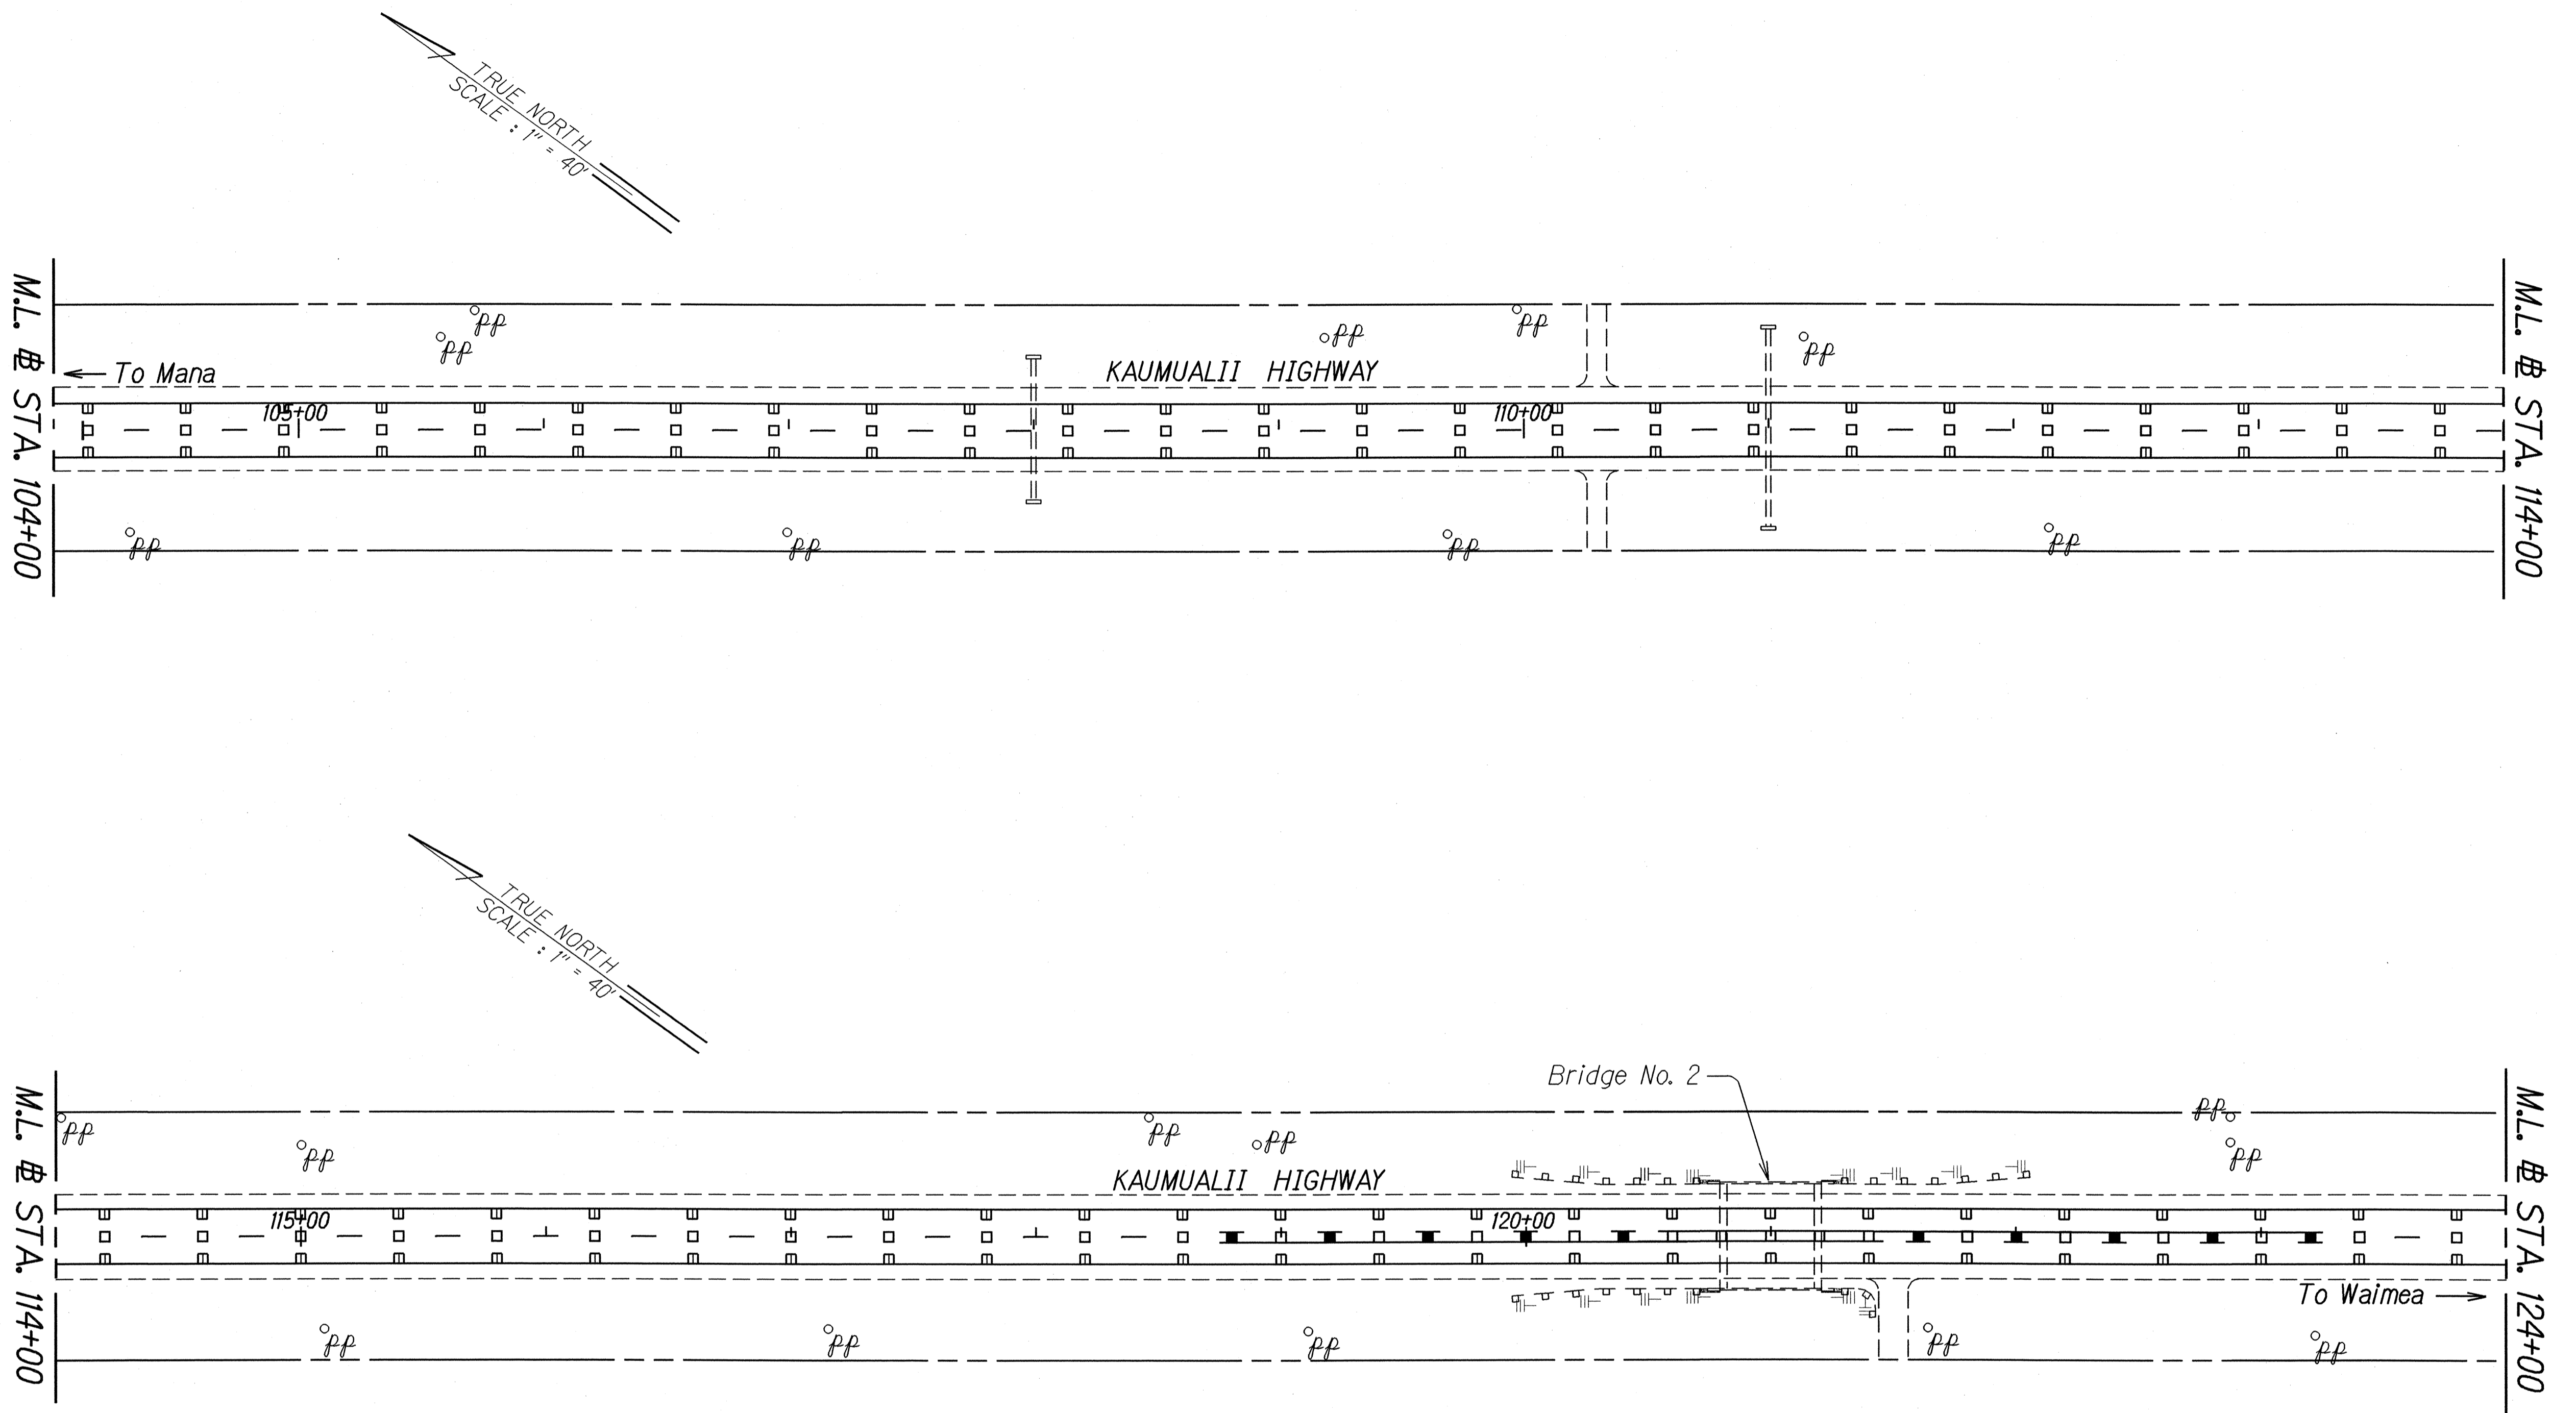 TRUE NORTH
SCALE : 1" = 40'
M.L. ⅊ STA. 104+00
M.L. ⅊ STA. 114+00
pp
pp
pp
pp
pp
← To Mana
KAUMUALII HIGHWAY
105+00
110+00
pp
pp
pp
pp
TRUE NORTH
SCALE : 1" = 40'
Bridge No. 2
M.L. ⅊ STA. 114+00
M.L. ⅊ STA. 124+00
pp
pp
pp
pp
pp
pp
KAUMUALII HIGHWAY
115+00
120+00
To Waimea →
pp
pp
pp
pp
pp